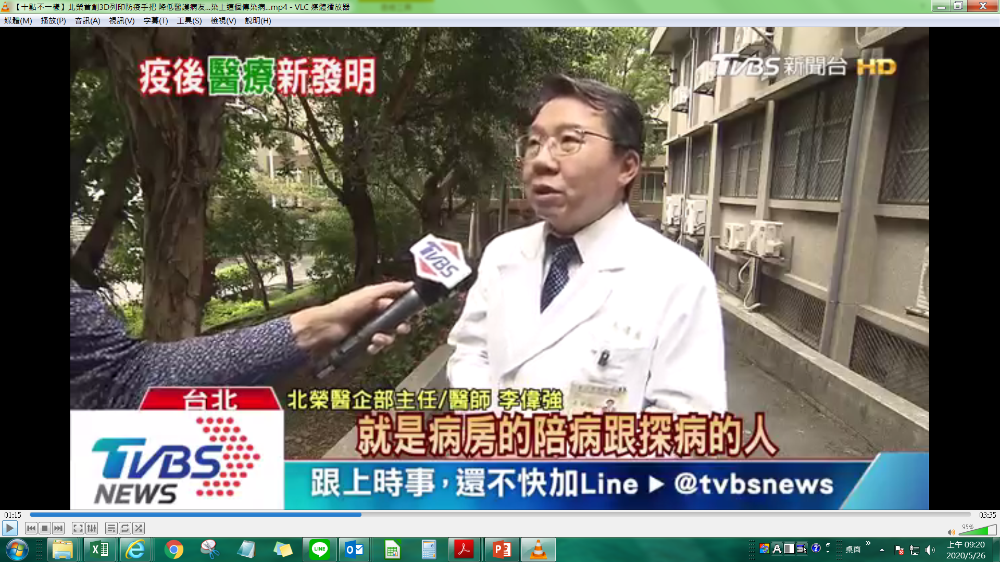 【十點不一樣】北榮首創3D列印防疫手把 降低醫護病友...染上這個傳染病...mp4 - VLC 媒體播放器
媒體(M) 播放(P) 音訊(A) 視訊(V) 字幕(T) 工具(S) 檢視(V) 說明(H)
疫後醫療新發明
TVBS新聞台 HD
TVBS
台北
北榮醫企部主任/醫師 李偉強
就是病房的陪病跟探病的人
TVBS
NEWS
跟上時事，還不快加Line ▶ @tvbsnews
01:15
03:35
95%
LINE
桌面
上午 09:20
2020/5/26